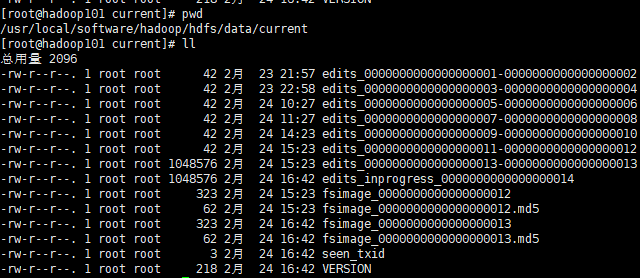 -rw-r--r--. 1 root root     218 2月  24 16:42 VERSION
[root@hadoop101 current]# pwd
/usr/local/software/hadoop/hdfs/data/current
[root@hadoop101 current]# ll
总用量 2096
-rw-r--r--. 1 root root      42 2月  23 21:57 edits_0000000000000000001-0000000000000000002
-rw-r--r--. 1 root root      42 2月  23 22:58 edits_0000000000000000003-0000000000000000004
-rw-r--r--. 1 root root      42 2月  24 10:27 edits_0000000000000000005-0000000000000000006
-rw-r--r--. 1 root root      42 2月  24 11:27 edits_0000000000000000007-0000000000000000008
-rw-r--r--. 1 root root      42 2月  24 14:23 edits_0000000000000000009-0000000000000000010
-rw-r--r--. 1 root root      42 2月  24 15:23 edits_0000000000000000011-0000000000000000012
-rw-r--r--. 1 root root 1048576 2月  24 15:23 edits_0000000000000000013-0000000000000000013
-rw-r--r--. 1 root root 1048576 2月  24 16:42 edits_inprogress_0000000000000000014
-rw-r--r--. 1 root root     323 2月  24 15:23 fsimage_0000000000000000012
-rw-r--r--. 1 root root      62 2月  24 15:23 fsimage_0000000000000000012.md5
-rw-r--r--. 1 root root     323 2月  24 16:42 fsimage_0000000000000000013
-rw-r--r--. 1 root root      62 2月  24 16:42 fsimage_0000000000000000013.md5
-rw-r--r--. 1 root root       3 2月  24 16:42 seen_txid
-rw-r--r--. 1 root root     218 2月  24 16:42 VERSION